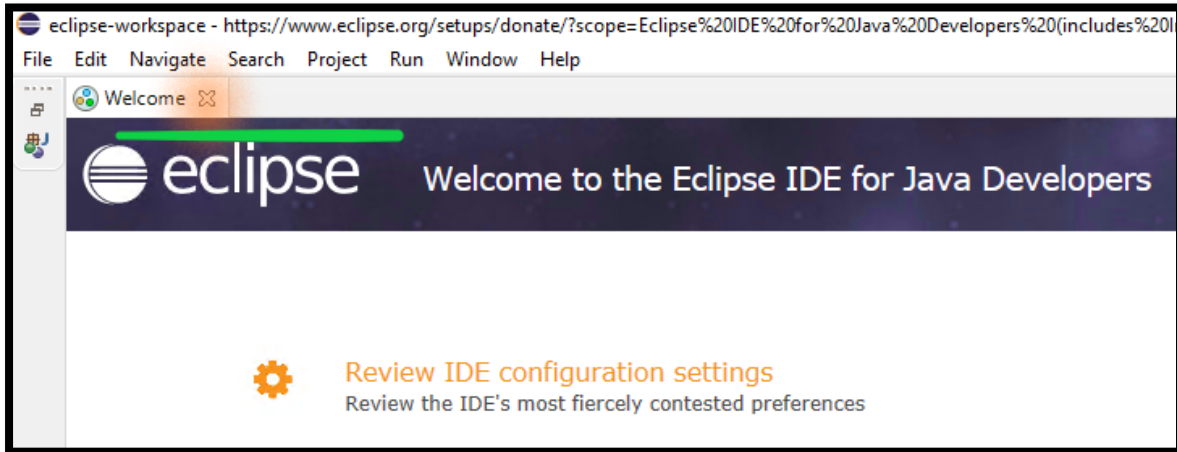 eclipse-workspace - https://www.eclipse.org/setups/donate/?scope=Eclipse%20IDE%20for%20Java%20Developers%20(includes%20I
File Edit Navigate Search Project Run Window Help
Welcome
eclipse Welcome to the Eclipse IDE for Java Developers
Review IDE configuration settings
Review the IDE's most fiercely contested preferences